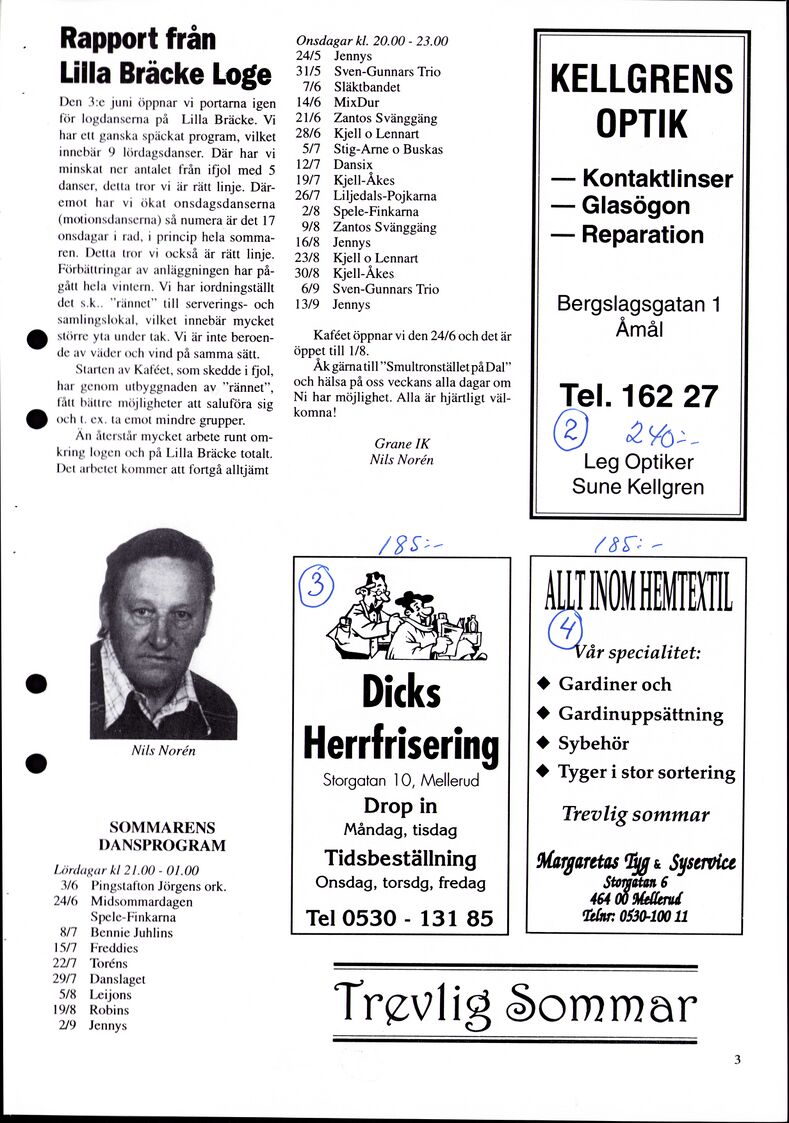 Rapport från
Lilla Bräcke Loge
Den 3:e juni öppnar vi portarna igen
för logdanserna på Lilla Bräcke. Vi
har ett ganska späckat program, vilket
innebär 9 lördagsdanser. Där har vi
minskat ner antalet från ifjol med 5
danser, detta tror vi är rätt linje. Där-
emot har vi ökat onsdagsdanserna
(motionsdanserna) så numera är det 17
onsdagar i rad, i princip hela somma-
ren. Detta tror vi också är rätt linje.
Förbättringar av anläggningen har på-
gått hela vintern. Vi har iordningställt
det s.k.. "rännet" till serverings- och
samlingslokal, vilket innebär mycket
större yta under tak. Vi är inte beroen-
de av väder och vind på samma sätt.
Starten av Kaféet, som skedde i fjol,
har genom utbyggnaden av "rännet",
fått bättre möjligheter att saluföra sig
och t. ex. ta emot mindre grupper.
Än återstår mycket arbete runt om-
kring logen och på Lilla Bräcke totalt.
Det arbetet kommer att fortgå alltjämt
Nils Norén
SOMMARENS
DANSPROGRAM
Lördagar kl 21.00 - 01.00
3/6 Pingstafton Jörgens ork.
24/6 Midsommardagen
Spele-Finkarna
8/7 Bennie Juhlins
15/7 Freddies
22/7 Toréns
29/7 Danslaget
5/8 Leijons
19/8 Robins
2/9 Jennys
Onsdagar kl. 20.00 - 23.00
24/5 Jennys
31/5 Sven-Gunnars Trio
7/6 Släktbandet
14/6 MixDur
21/6 Zantos Svänggäng
28/6 Kjell o Lennart
5/7 Stig-Arne o Buskas
12/7 Dansix
19/7 Kjell-Åkes
26/7 Liljedals-Pojkarna
2/8 Spele-Finkarna
9/8 Zantos Svänggäng
16/8 Jennys
23/8 Kjell o Lennart
30/8 Kjell-Åkes
6/9 Sven-Gunnars Trio
13/9 Jennys
Kaféet öppnar vi den 24/6 och det är
öppet till 1/8.
Åk gärna till "Smultronstället på Dal"
och hälsa på oss veckans alla dagar om
Ni har möjlighet. Alla är hjärtligt väl-
komna!
Grane IK
Nils Norén
KELLGRENS
OPTIK
— Kontaktlinser
— Glasögon
— Reparation
Bergslagsgatan 1
Åmål
Tel. 162 27
2 240:-
Leg Optiker
Sune Kellgren
185:-
3
Dicks
Herrfrisering
Storgatan 10, Mellerud
Drop in
Måndag, tisdag
Tidsbeställning
Onsdag, torsdg, fredag
Tel 0530 - 131 85
185:-
ALLT INOM HEMTEXTIL
4
Vår specialitet:
◆ Gardiner och
◆ Gardinuppsättning
◆ Sybehör
◆ Tyger i stor sortering
Trevlig sommar
Margaretas Tyg & Syservice
Storgatan 6
464 00 Mellerud
Telnr: 0530-100 11
Trevlig Sommar
3